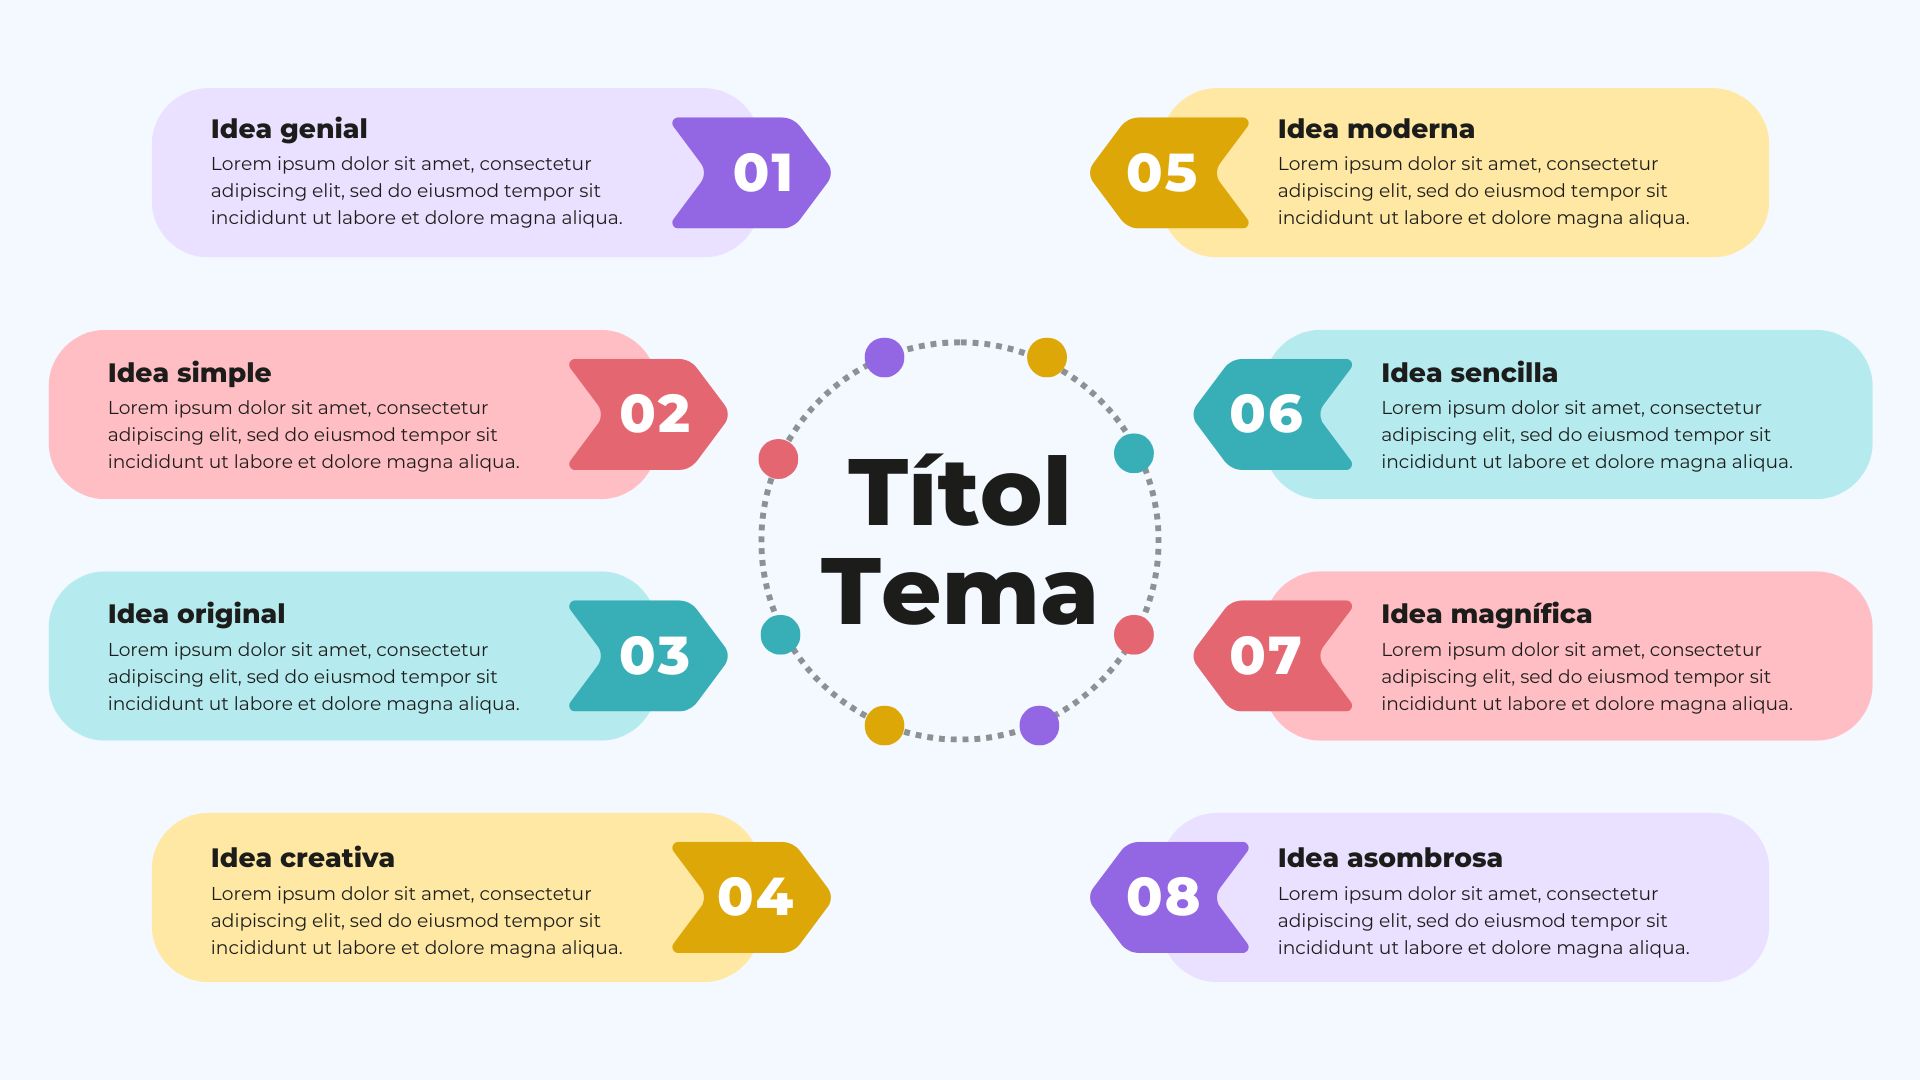 Idea genial
Lorem ipsum dolor sit amet, consectetur
adipiscing elit, sed do eiusmod tempor sit
incididunt ut labore et dolore magna aliqua.
01
Idea simple
Lorem ipsum dolor sit amet, consectetur
adipiscing elit, sed do eiusmod tempor sit
incididunt ut labore et dolore magna aliqua.
02
Idea original
Lorem ipsum dolor sit amet, consectetur
adipiscing elit, sed do eiusmod tempor sit
incididunt ut labore et dolore magna aliqua.
03
Idea creativa
Lorem ipsum dolor sit amet, consectetur
adipiscing elit, sed do eiusmod tempor sit
incididunt ut labore et dolore magna aliqua.
04
Títol
Tema
05
Idea moderna
Lorem ipsum dolor sit amet, consectetur
adipiscing elit, sed do eiusmod tempor sit
incididunt ut labore et dolore magna aliqua.
06
Idea sencilla
Lorem ipsum dolor sit amet, consectetur
adipiscing elit, sed do eiusmod tempor sit
incididunt ut labore et dolore magna aliqua.
07
Idea magnífica
Lorem ipsum dolor sit amet, consectetur
adipiscing elit, sed do eiusmod tempor sit
incididunt ut labore et dolore magna aliqua.
08
Idea asombrosa
Lorem ipsum dolor sit amet, consectetur
adipiscing elit, sed do eiusmod tempor sit
incididunt ut labore et dolore magna aliqua.